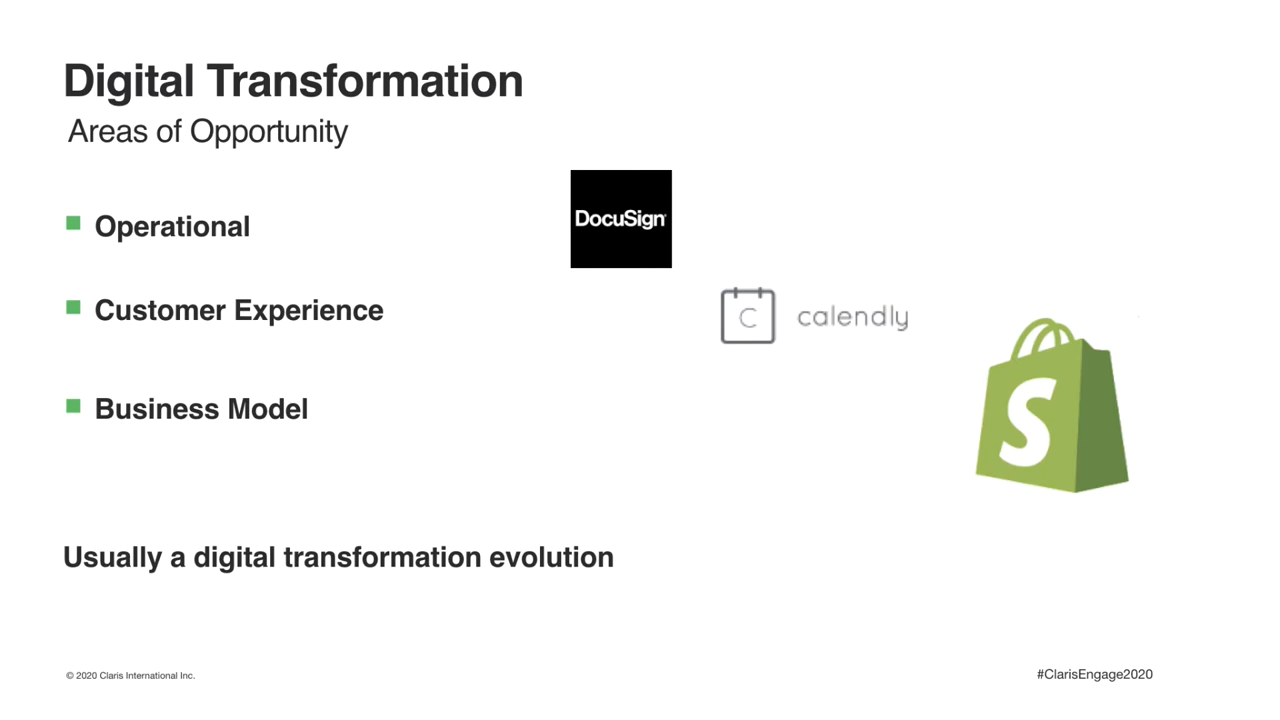 Digital Transformation
Areas of Opportunity
Operational
DocuSign
Customer Experience
C calendly
S
Business Model
Usually a digital transformation evolution
© 2020 Claris International Inc.
#ClarisEngage2020